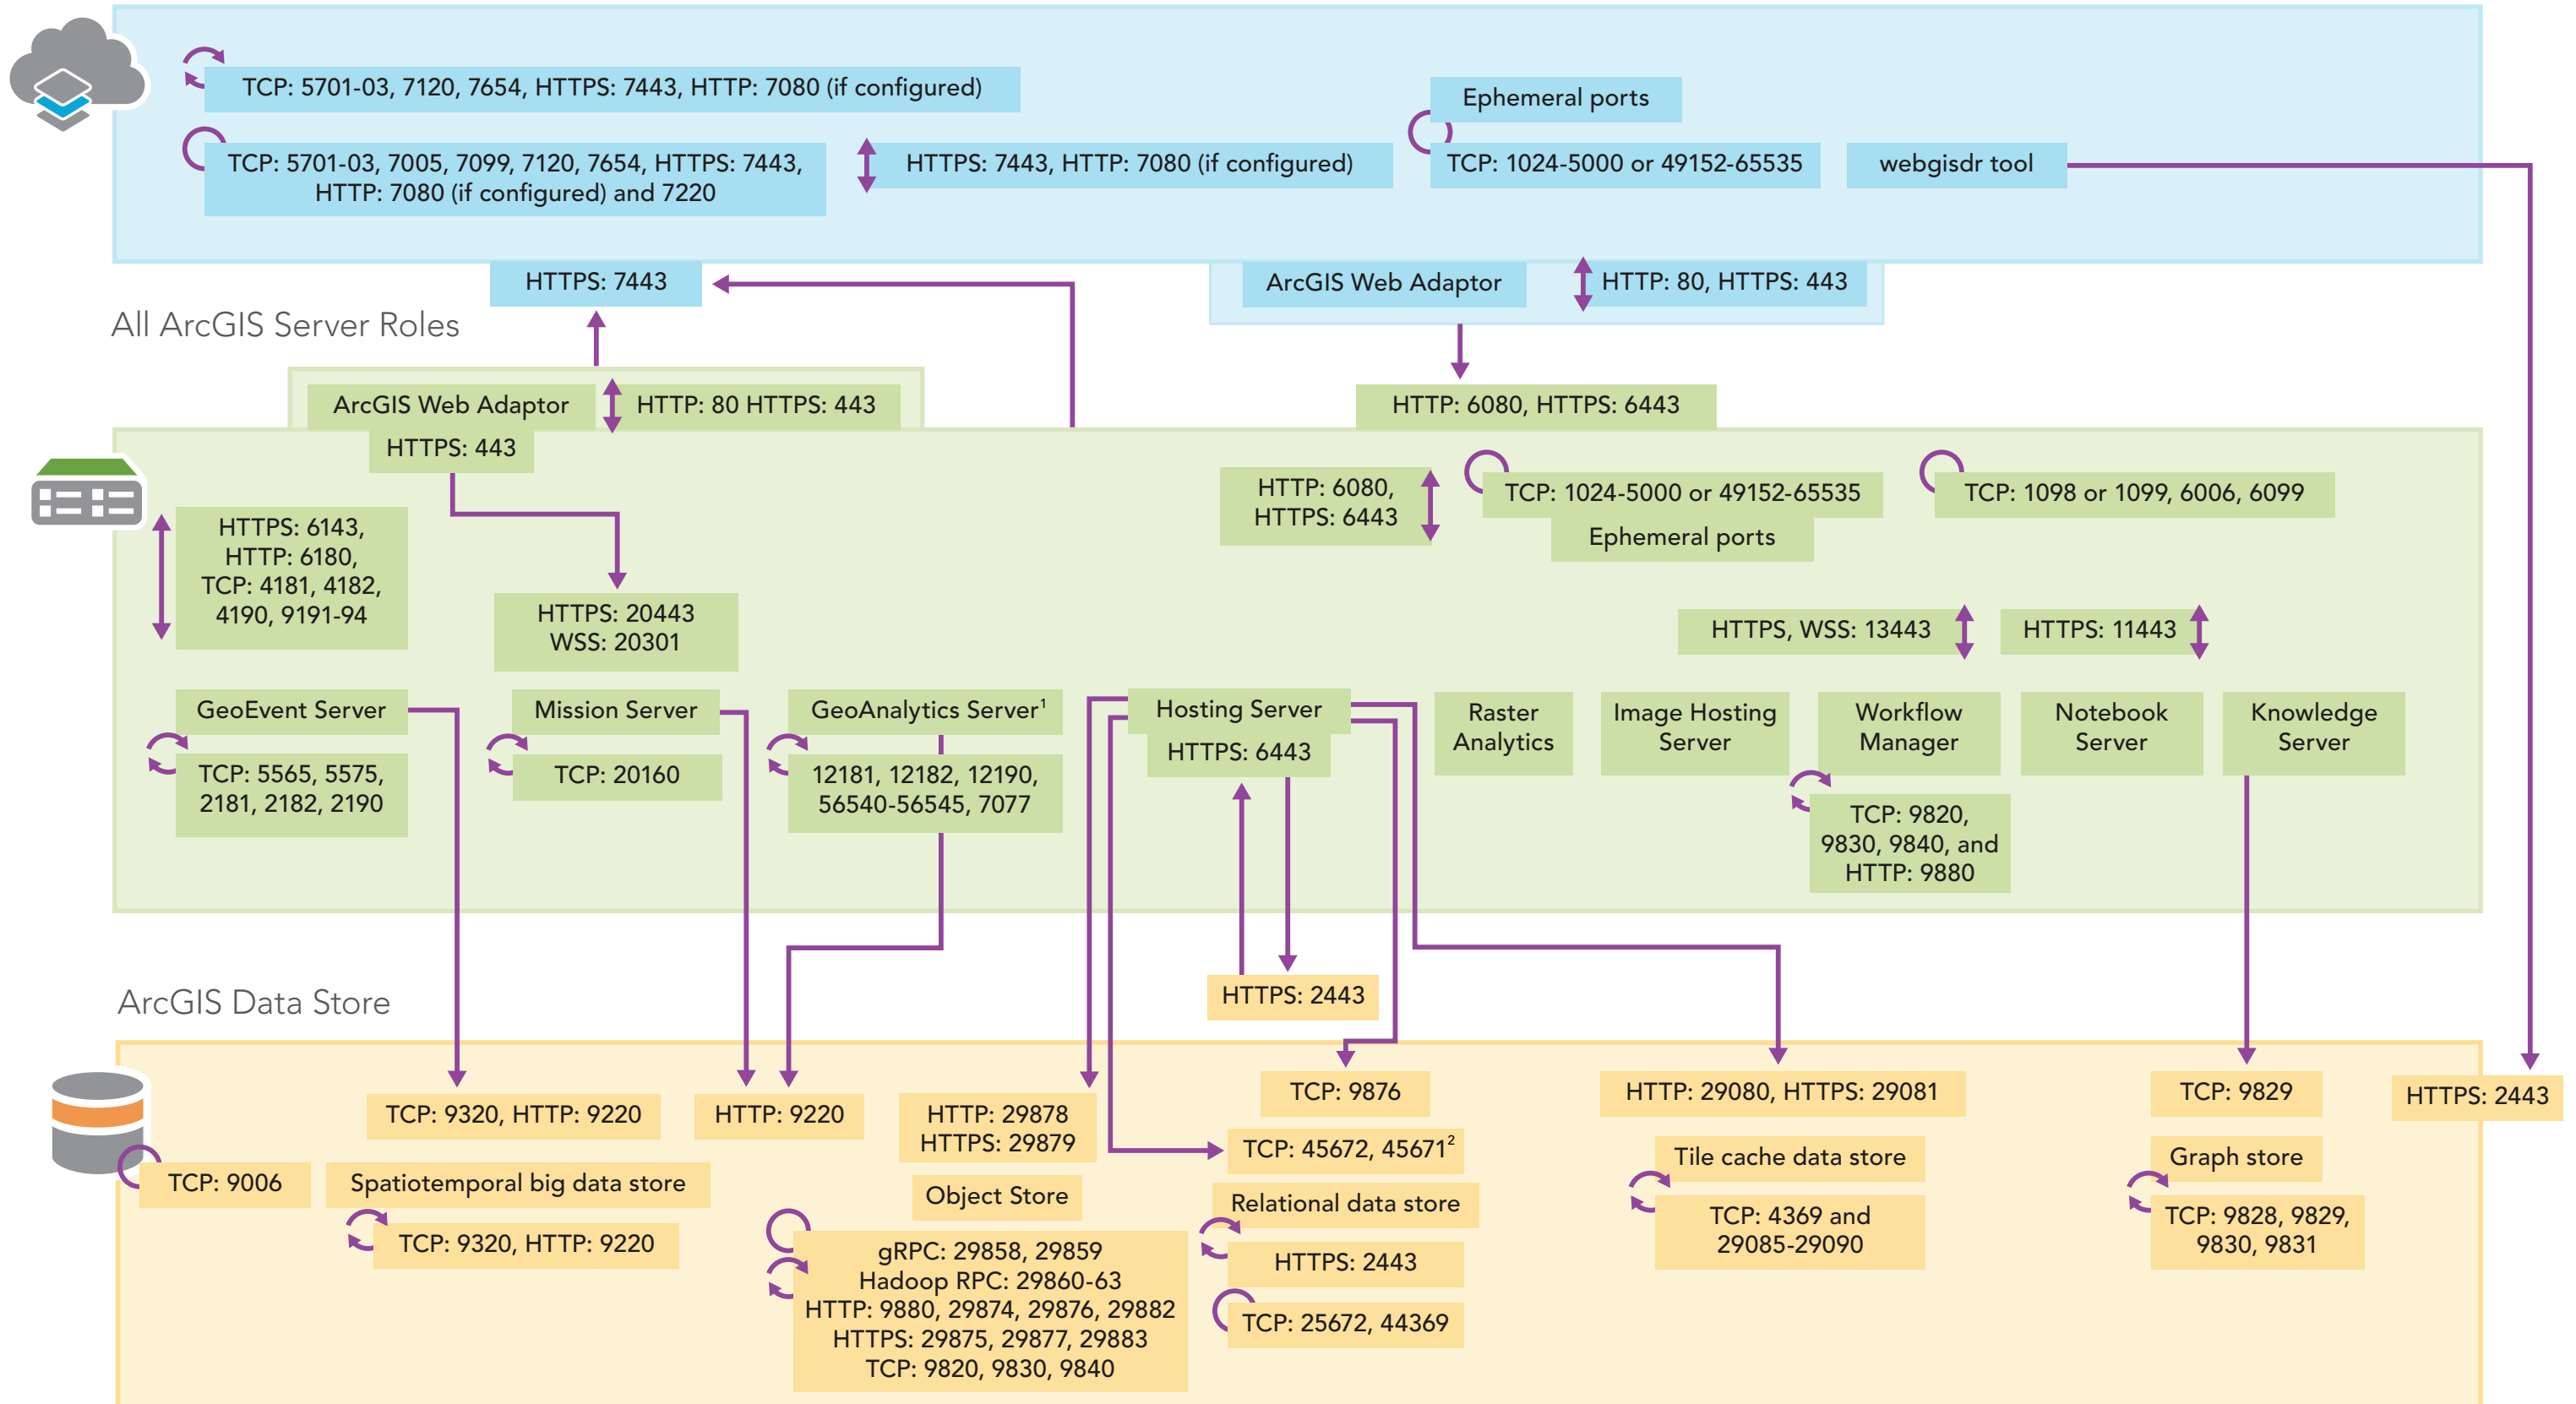 TCP: 5701-03, 7120, 7654, HTTPS: 7443, HTTP: 7080 (if configured)
TCP: 5701-03, 7005, 7099, 7120, 7654, HTTPS: 7443,
HTTP: 7080 (if configured) and 7220
HTTPS: 7443, HTTP: 7080 (if configured)
Ephemeral ports
TCP: 1024-5000 or 49152-65535
webgisdr tool
HTTPS: 7443
ArcGIS Web Adaptor
HTTP: 80, HTTPS: 443
All ArcGIS Server Roles
ArcGIS Web Adaptor
HTTP: 80 HTTPS: 443
HTTPS: 443
HTTP: 6080, HTTPS: 6443
HTTP: 6080,
HTTPS: 6443
TCP: 1024-5000 or 49152-65535
Ephemeral ports
TCP: 1098 or 1099, 6006, 6099
HTTPS: 6143,
HTTP: 6180,
TCP: 4181, 4182,
4190, 9191-94
HTTPS: 20443
WSS: 20301
HTTPS, WSS: 13443
HTTPS: 11443
GeoEvent Server
TCP: 5565, 5575,
2181, 2182, 2190
Mission Server
TCP: 20160
GeoAnalytics Server¹
12181, 12182, 12190,
56540-56545, 7077
Hosting Server
HTTPS: 6443
Raster
Analytics
Image Hosting
Server
Workflow
Manager
TCP: 9820,
9830, 9840, and
HTTP: 9880
Notebook
Server
Knowledge
Server
HTTPS: 2443
ArcGIS Data Store
TCP: 9006
TCP: 9320, HTTP: 9220
Spatiotemporal big data store
TCP: 9320, HTTP: 9220
HTTP: 9220
HTTP: 29878
HTTPS: 29879
Object Store
gRPC: 29858, 29859
Hadoop RPC: 29860-63
HTTP: 9880, 29874, 29876, 29882
HTTPS: 29875, 29877, 29883
TCP: 9820, 9830, 9840
TCP: 9876
TCP: 45672, 45671²
Relational data store
HTTPS: 2443
TCP: 25672, 44369
HTTP: 29080, HTTPS: 29081
Tile cache data store
TCP: 4369 and
29085-29090
TCP: 9829
Graph store
TCP: 9828, 9829,
9830, 9831
HTTPS: 2443